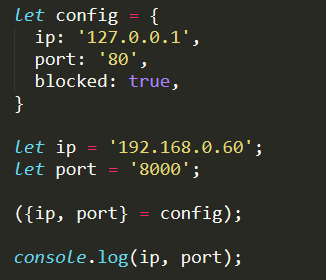 let config = {
  ip: '127.0.0.1',
  port: '80',
  blocked: true,
}
let ip = '192.168.0.60';
let port = '8000';
({ip, port} = config);
console.log(ip, port);